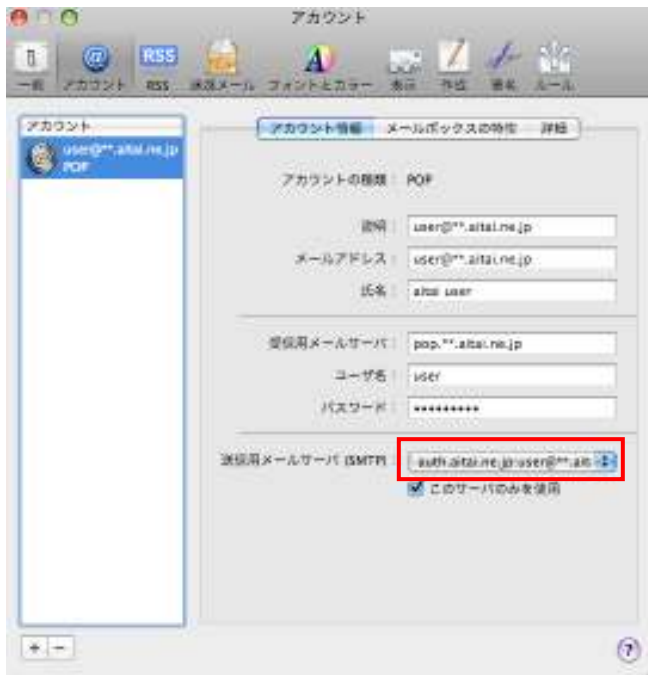 アカウント
一般 アカウント RSS 迷惑メール フォントとカラー 表示 作成 署名 ルール
アカウント
user@**.aitai.ne.jp
POP
アカウント情報 メールボックスの特性 詳細
アカウントの種類： POP
説明： user@**.aitai.ne.jp
メールアドレス： user@**.aitai.ne.jp
氏名： aitai user
受信用メールサーバ： pop.**.aitai.ne.jp
ユーザ名： user
パスワード： •••••••••
送信用メールサーバ (SMTP)： auth.aitai.ne.jp:user@**.ait
このサーバのみを使用